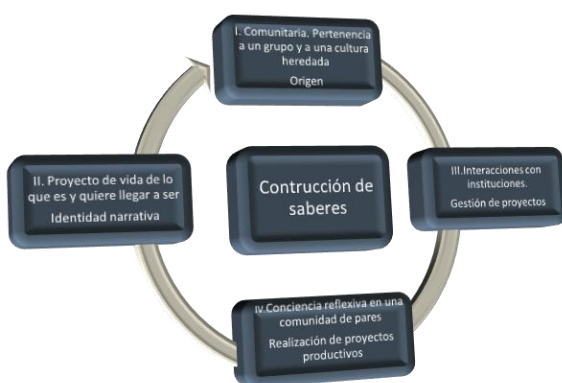 I. Comunitaria. Pertenencia
a un grupo y a una cultura
heredada
Origen
II. Proyecto de vida de lo
que es y quiere llegar a ser
Identidad narrativa
Contrucción de
saberes
III.Interacciones con
instituciones.
Gestión de proyectos
IV.Conciencia reflexiva en una
comunidad de pares
Realización de proyectos
productivos